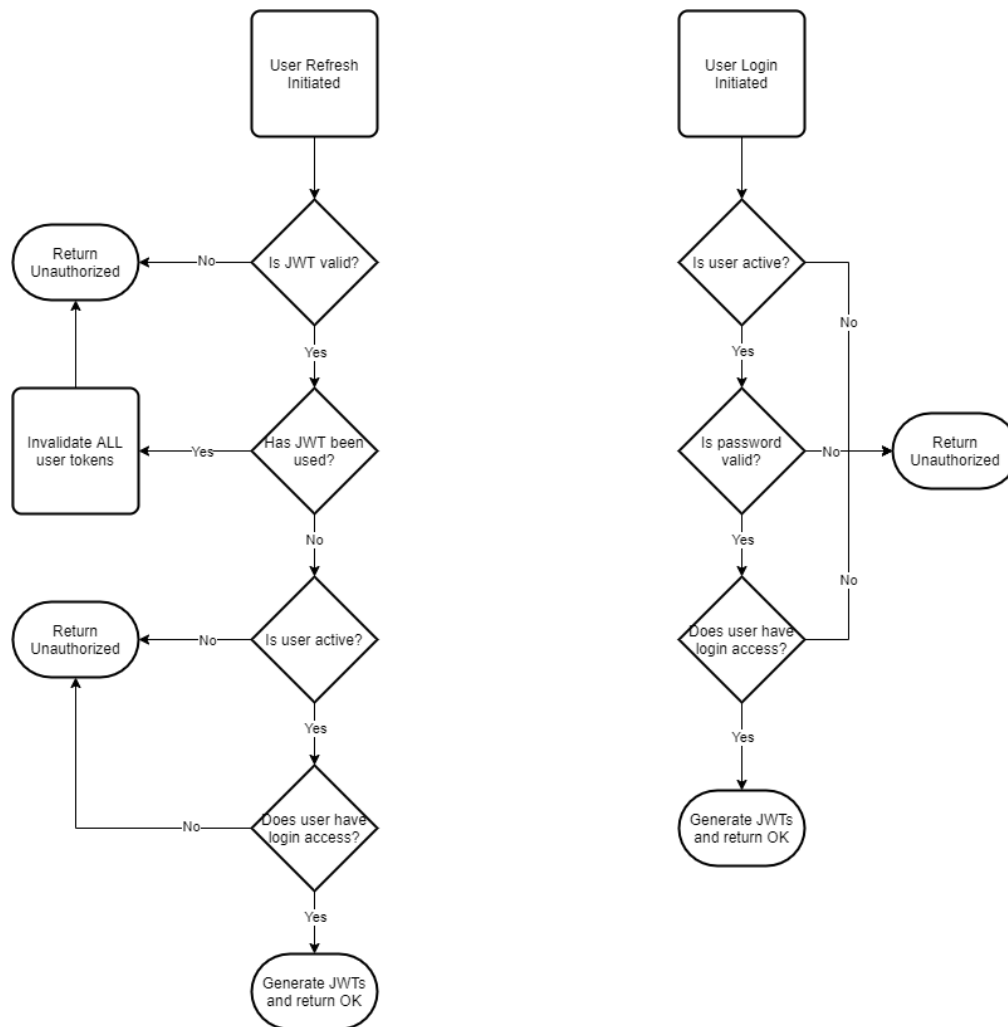 User Refresh
Initiated
Is JWT valid?
No
Return
Unauthorized
Yes
Has JWT been
used?
Yes
Invalidate ALL
user tokens
No
Is user active?
No
Return
Unauthorized
Yes
Does user have
login access?
No
Yes
Generate JWTs
and return OK
User Login
Initiated
Is user active?
No
Yes
Is password
valid?
No
Return
Unauthorized
Yes
No
Does user have
login access?
Yes
Generate JWTs
and return OK